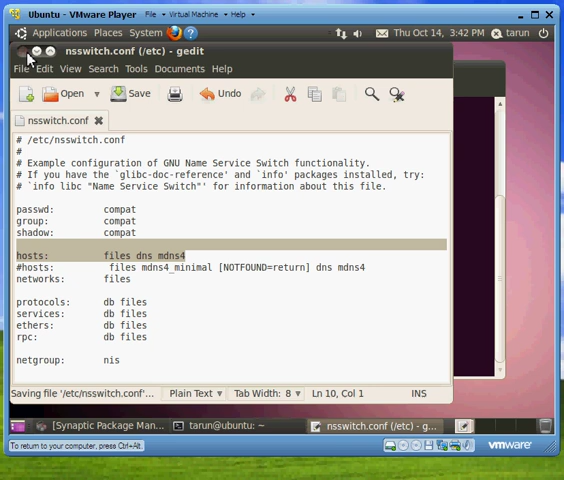 Ubuntu - VMware Player File Virtual Machine Help
Applications Places System Thu Oct 14, 3:42 PM tarun
nsswitch.conf (/etc) - gedit
File Edit View Search Tools Documents Help
Open Save Undo
nsswitch.conf
# /etc/nsswitch.conf
#
# Example configuration of GNU Name Service Switch functionality.
# If you have the `glibc-doc-reference' and `info' packages installed, try:
# `info libc "Name Service Switch"' for information about this file.
passwd: compat
group: compat
shadow: compat
hosts: files dns mdns4
#hosts: files mdns4_minimal [NOTFOUND=return] dns mdns4
networks: files
protocols: db files
services: db files
ethers: db files
rpc: db files
netgroup: nis
Saving file '/etc/nsswitch.conf'... Plain Text Tab Width: 8 Ln 10, Col 1 INS
[Synaptic Package Man... tarun@ubuntu: ~ nsswitch.conf (/etc) - g...
To return to your computer, press Ctrl+Alt. vmware